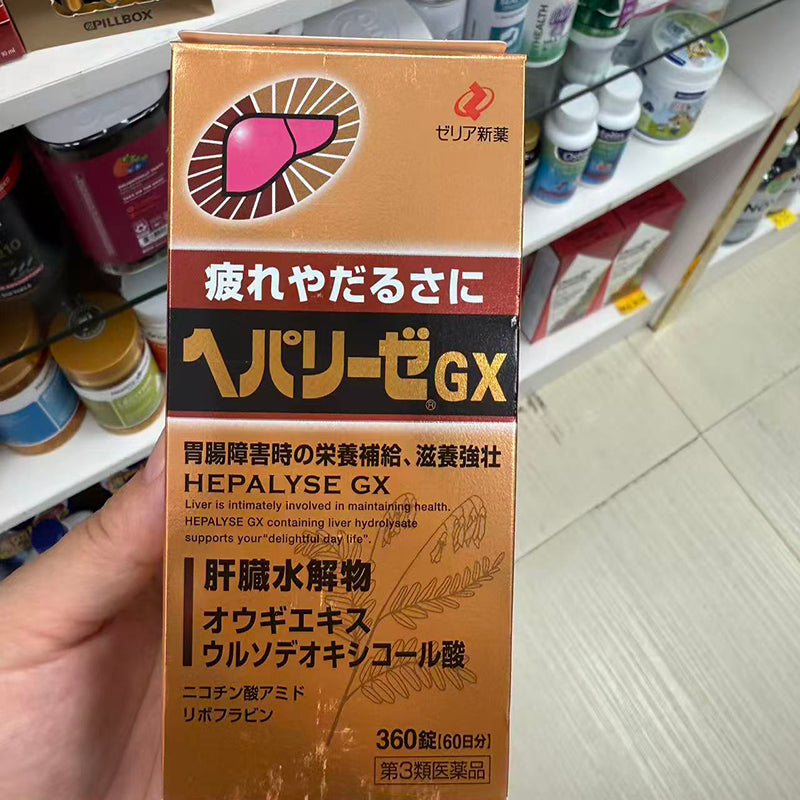 PILLBOX
ゼリア新薬
疲れやだるさに
ヘパリーゼ®GX
胃腸障害時の栄養補給、滋養強壮
HEPALYSE GX
Liver is intimately involved in maintaining health.
HEPALYSE GX containing liver hydrolysate
supports your"delightful day life".
肝臓水解物
オウギエキス
ウルソデオキシコール酸
ニコチン酸アミド
リボフラビン
360錠[60日分]
第3類医薬品